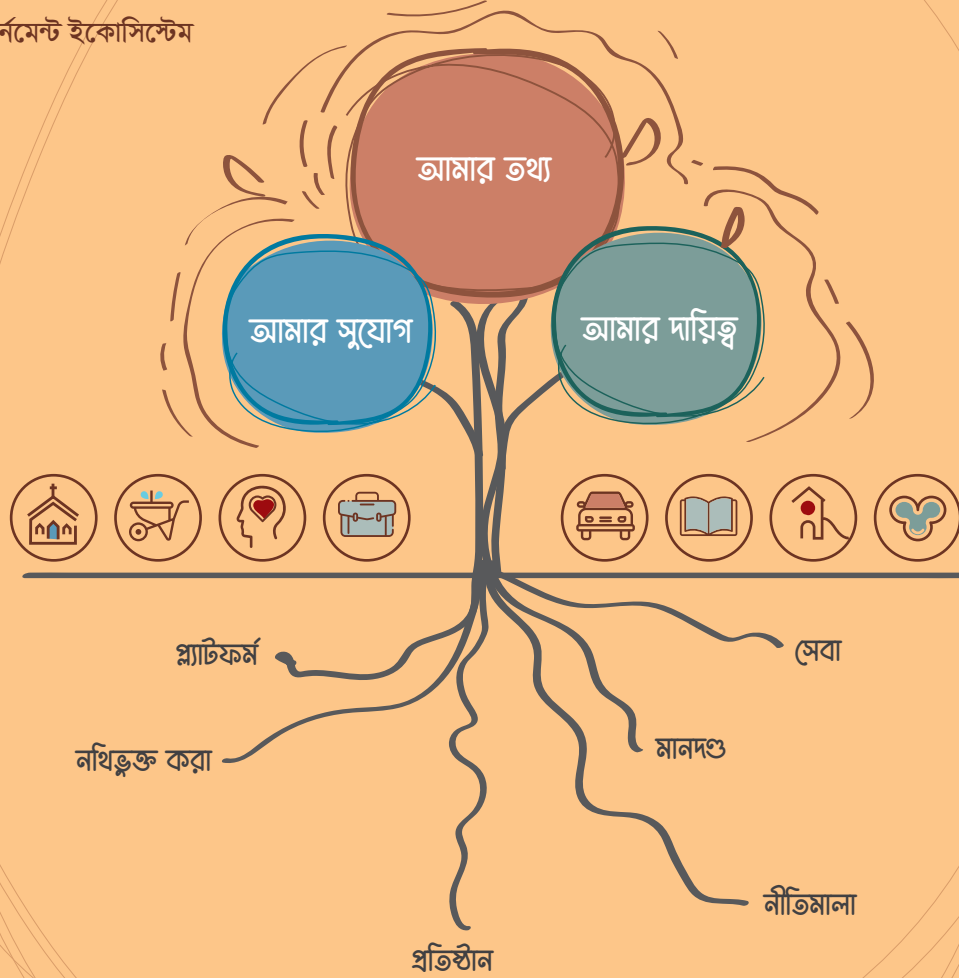 র্নমেন্ট ইকোসিস্টেম
আমার তথ্য
আমার সুযোগ
আমার দায়িত্ব
প্ল্যাটফর্ম
সেবা
নথিভুক্ত করা
মানদণ্ড
নীতিমালা
প্রতিষ্ঠান